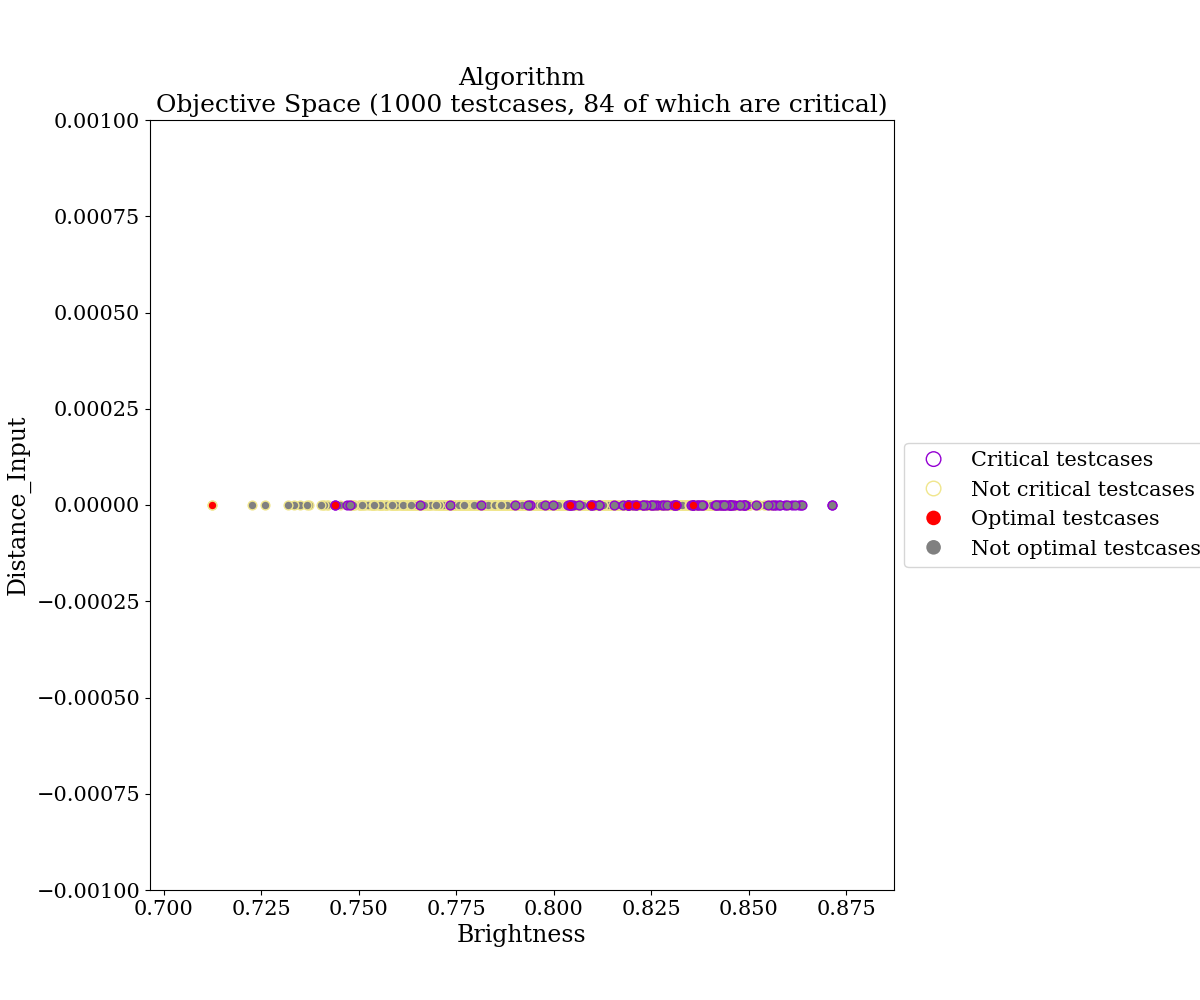 Algorithm
Objective Space (1000 testcases, 84 of which are critical)
0.00100
0.00075
0.00050
0.00025
0.00000
−0.00025
−0.00050
−0.00075
−0.00100
Distance_Input
0.700 0.725 0.750 0.775 0.800 0.825 0.850 0.875
Brightness
Critical testcases
Not critical testcases
Optimal testcases
Not optimal testcases